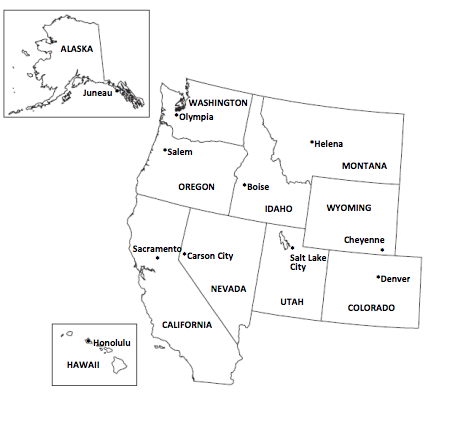 ALASKA
Juneau
WASHINGTON
Olympia
Helena
MONTANA
Salem
OREGON
Boise
IDAHO
WYOMING
Cheyenne
Sacramento
Carson City
Salt Lake
City
NEVADA
UTAH
Denver
COLORADO
CALIFORNIA
Honolulu
HAWAII